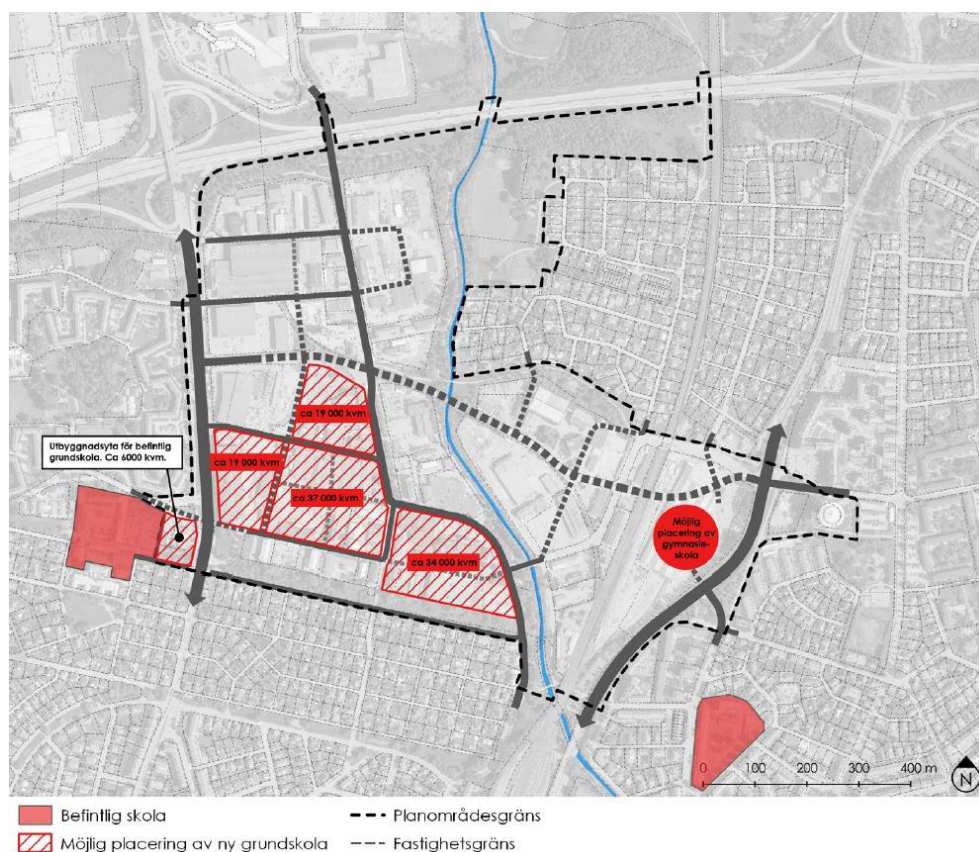 ca 19 000 kvm
Utbyggnadsyta för befintlig
grundskola. Ca 6000 kvm.
ca 19 000 kvm
ca 37 000 kvm
ca 34 000 kvm
Möjlig
placering av
gymnasie-
skola
0 100 200 300 400 m
N
Befintlig skola
Planområdesgräns
Möjlig placering av ny grundskola
Fastighetsgräns